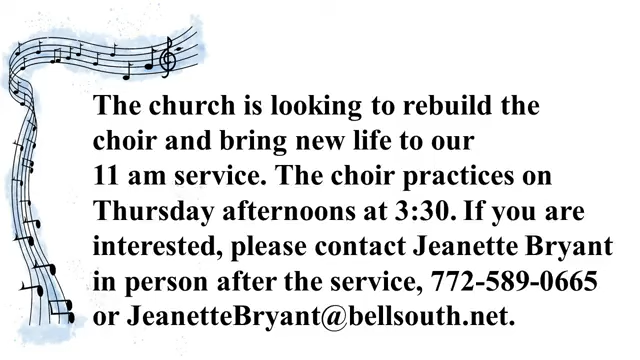 The church is looking to rebuild the
choir and bring new life to our
11 am service. The choir practices on
Thursday afternoons at 3:30. If you are
interested, please contact Jeanette Bryant
in person after the service, 772-589-0665
or JeanetteBryant@bellsouth.net.